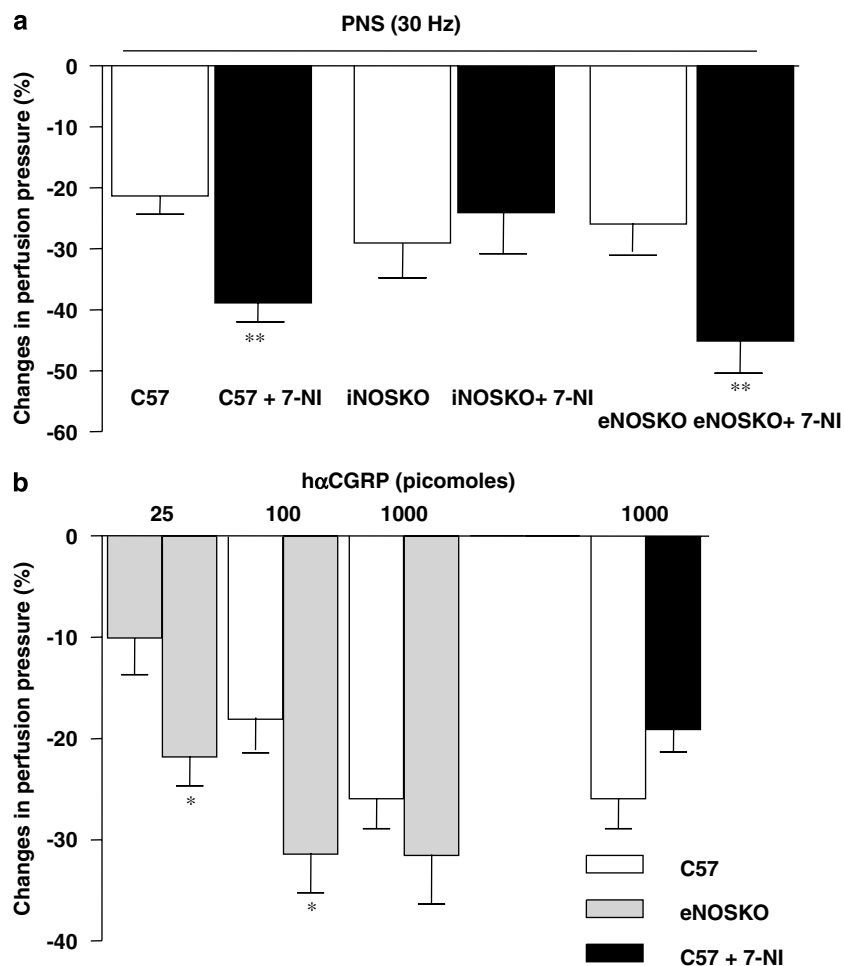 a
PNS (30 Hz)
Changes in perfusion pressure (%)
0
-10
-20
-30
-40
-50
-60
**
**
C57
C57 + 7-NI
iNOSKO
iNOSKO+ 7-NI
eNOSKO
eNOSKO+ 7-NI
b
hαCGRP (picomoles)
25
100
1000
1000
Changes in perfusion pressure (%)
0
-10
-20
-30
-40
*
*
C57
eNOSKO
C57 + 7-NI